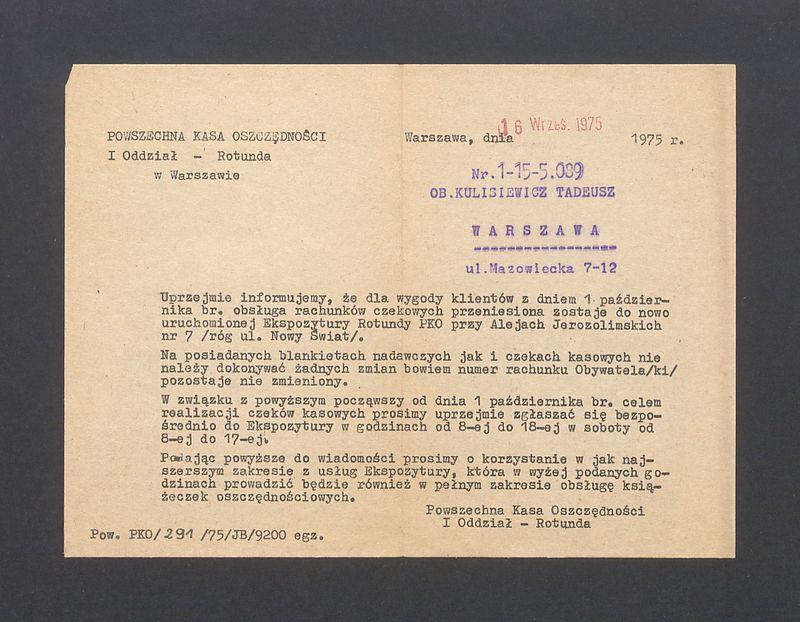 POWSZECHNA KASA OSZCZĘDNOŚCI
I Oddział - Rotunda
w Warszawie
Warszawa, dnia 16 Wrześ. 1975 1975 r.
Nr.1-15-5.089
OB.KULISIEWICZ TADEUSZ
WARSZAWA
ul.Mazowiecka 7-12
Uprzejmie informujemy, że dla wygody klientów z dniem 1 paździer-
nika br. obsługa rachunków czekowych przeniesiona zostaje do nowo
uruchomionej Ekspozytury Rotundy PKO przy Alejach Jerozolimskich
nr 7 /róg ul. Nowy Świat/.
Na posiadanych blankietach nadawczych jak i czekach kasowych nie
należy dokonywać żadnych zmian bowiem numer rachunku Obywatela/ki/
pozostaje nie zmieniony.
W związku z powyższym począwszy od dnia 1 października br. celem
realizacji czeków kasowych prosimy uprzejmie zgłaszać się bezpo-
średnio do Ekspozytury w godzinach od 8-ej do 18-ej w soboty od
8-ej do 17-ej.
Podając powyższe do wiadomości prosimy o korzystanie w jak naj-
szerszym zakresie z usług Ekspozytury, która w wyżej podanych go-
dzinach prowadzić będzie również w pełnym zakresie obsługę ksią-
żeczek oszczędnościowych.
Powszechna Kasa Oszczędności
I Oddział - Rotunda
Pow. PKO/291/75/JB/9200 egz.